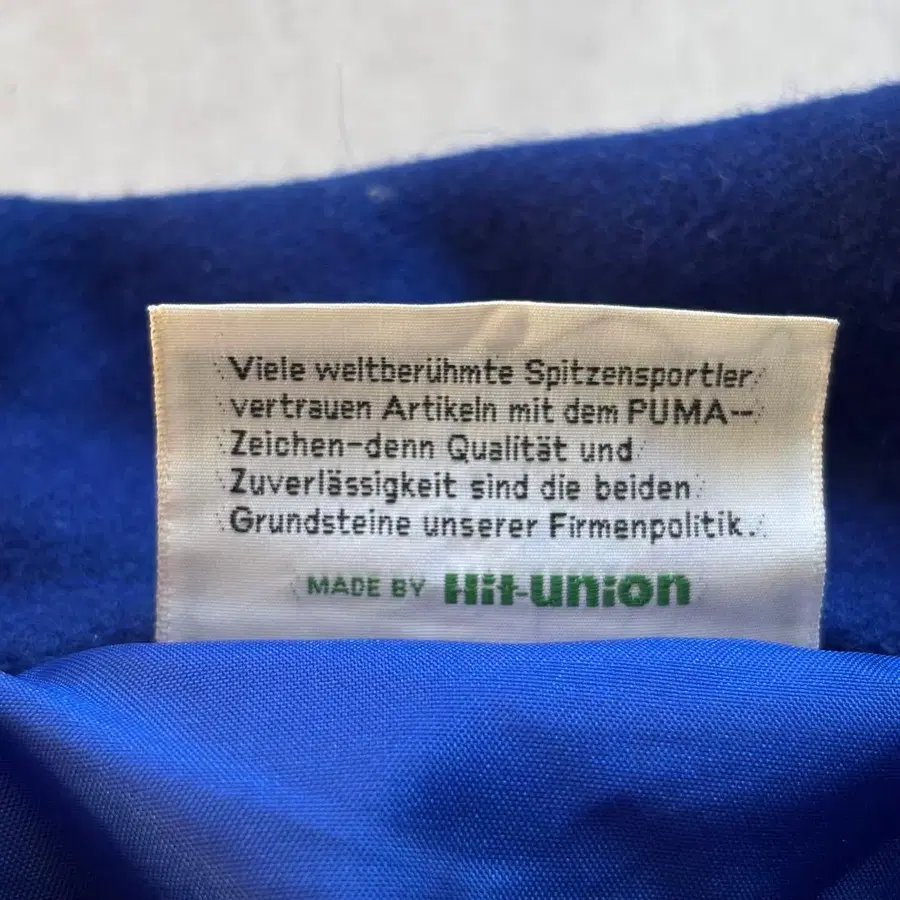 Viele weltberühmte Spitzensportler
vertrauen Artikeln mit dem PUMA-
Zeichen-denn Qualität und
Zuverlässigkeit sind die beiden
Grundsteine unserer Firmenpolitik.
MADE BY Hit-union